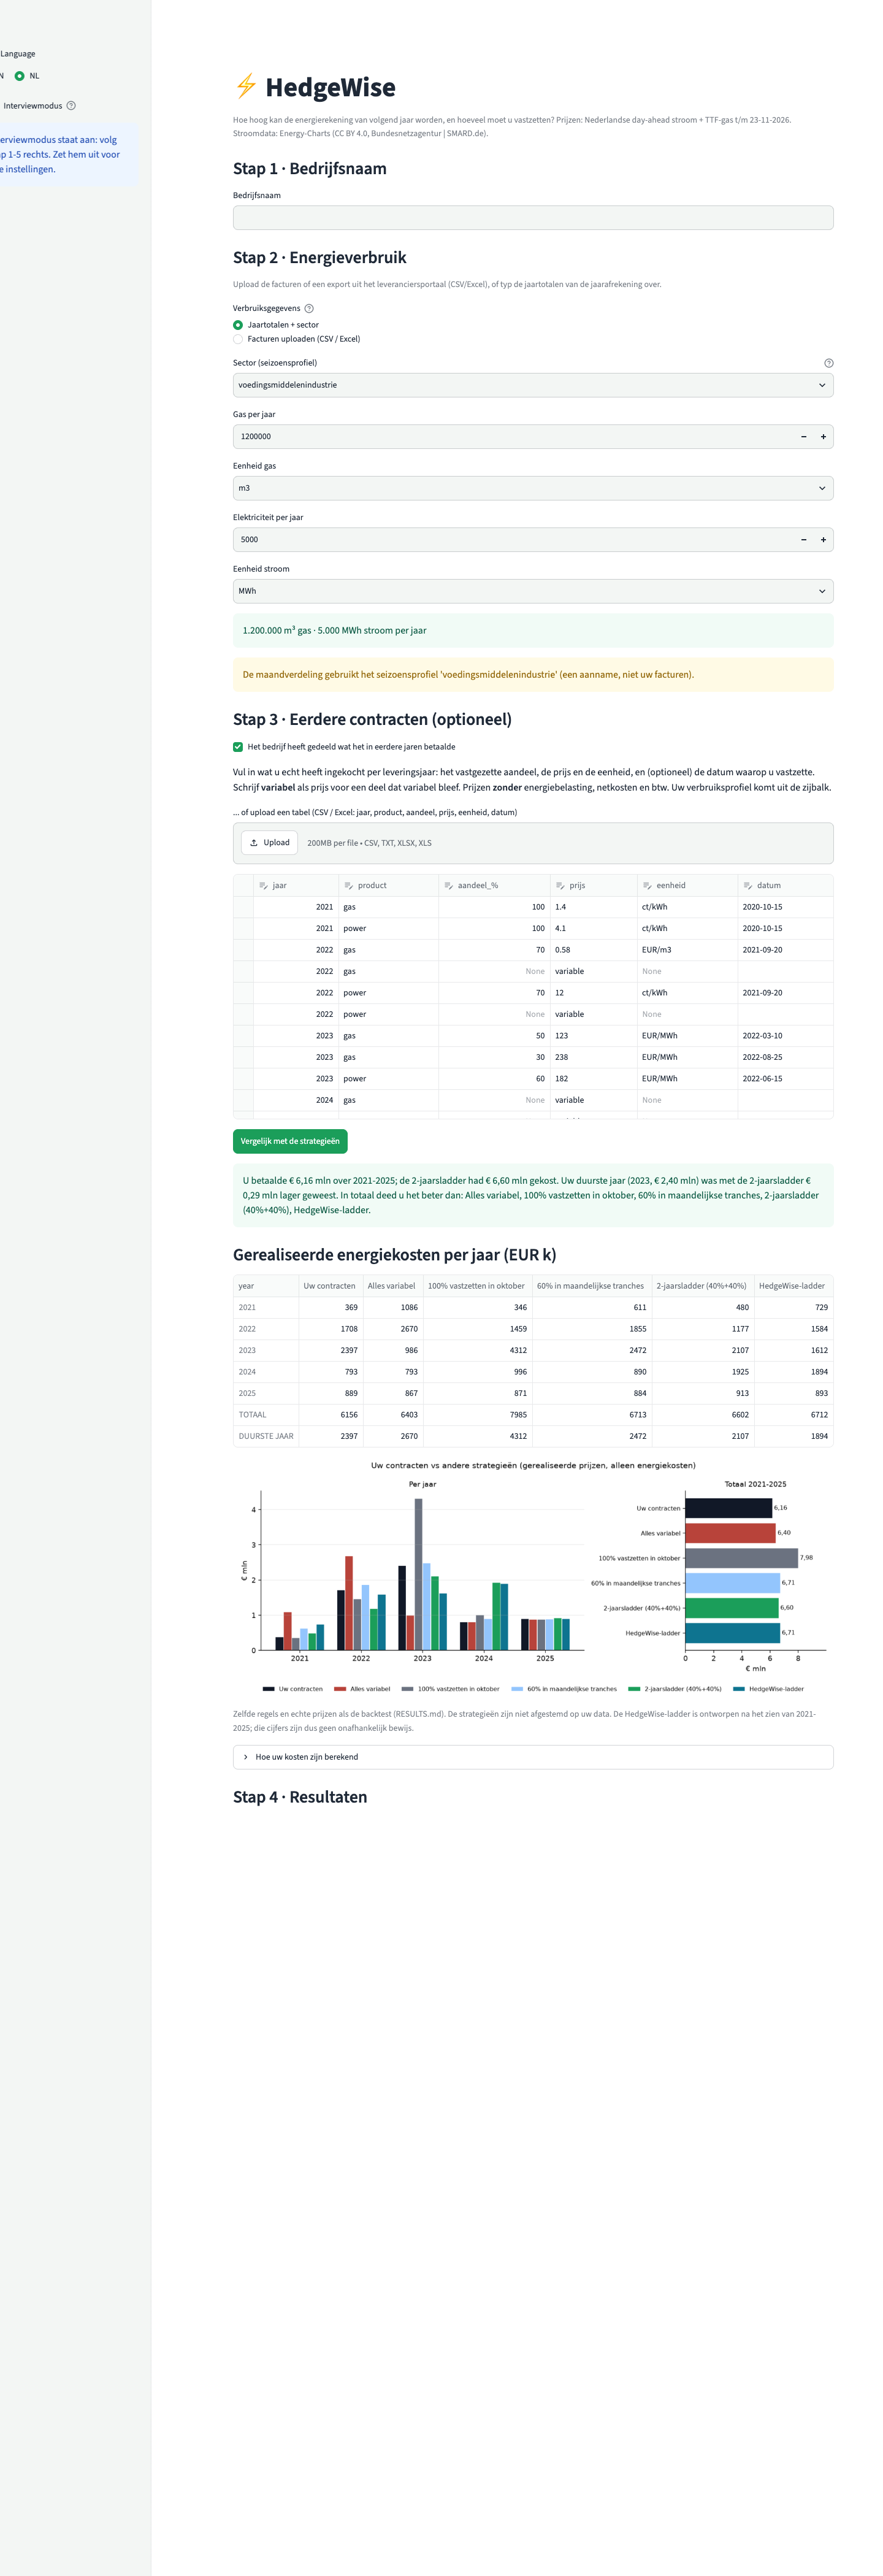 Language
N NL
Interviewmodus
erviewmodus staat aan: volg
p 1-5 rechts. Zet hem uit voor
e instellingen.
⚡ HedgeWise
Hoe hoog kan de energierekening van volgend jaar worden, en hoeveel moet u vastzetten? Prijzen: Nederlandse day-ahead stroom + TTF-gas t/m 23-11-2026.
Stroomdata: Energy-Charts (CC BY 4.0, Bundesnetzagentur | SMARD.de).
Stap 1 · Bedrijfsnaam
Bedrijfsnaam
Stap 2 · Energieverbruik
Upload de facturen of een export uit het leveranciersportaal (CSV/Excel), of typ de jaartotalen van de jaarafrekening over.
Verbruiksgegevens
Jaartotalen + sector
Facturen uploaden (CSV / Excel)
Sector (seizoensprofiel)
voedingsmiddelenindustrie
Gas per jaar
1200000
Eenheid gas
m3
Elektriciteit per jaar
5000
Eenheid stroom
MWh
1.200.000 m³ gas · 5.000 MWh stroom per jaar
De maandverdeling gebruikt het seizoensprofiel 'voedingsmiddelenindustrie' (een aanname, niet uw facturen).
Stap 3 · Eerdere contracten (optioneel)
Het bedrijf heeft gedeeld wat het in eerdere jaren betaalde
Vul in wat u echt heeft ingekocht per leveringsjaar: het vastgezette aandeel, de prijs en de eenheid, en (optioneel) de datum waarop u vastzette.
Schrijf variabel als prijs voor een deel dat variabel bleef. Prijzen zonder energiebelasting, netkosten en btw. Uw verbruiksprofiel komt uit de zijbalk.
... of upload een tabel (CSV / Excel: jaar, product, aandeel, prijs, eenheid, datum)
Upload 200MB per file • CSV, TXT, XLSX, XLS
jaar product aandeel_% prijs eenheid datum
2021 gas 100 1.4 ct/kWh 2020-10-15
2021 power 100 4.1 ct/kWh 2020-10-15
2022 gas 70 0.58 EUR/m3 2021-09-20
2022 gas None variable None
2022 power 70 12 ct/kWh 2021-09-20
2022 power None variable None
2023 gas 50 123 EUR/MWh 2022-03-10
2023 gas 30 238 EUR/MWh 2022-08-25
2023 power 60 182 EUR/MWh 2022-06-15
2024 gas None variable None
Vergelijk met de strategieën
U betaalde € 6,16 mln over 2021-2025; de 2-jaarsladder had € 6,60 mln gekost. Uw duurste jaar (2023, € 2,40 mln) was met de 2-jaarsladder €
0,29 mln lager geweest. In totaal deed u het beter dan: Alles variabel, 100% vastzetten in oktober, 60% in maandelijkse tranches, 2-jaarsladder
(40%+40%), HedgeWise-ladder.
Gerealiseerde energiekosten per jaar (EUR k)
year Uw contracten Alles variabel 100% vastzetten in oktober 60% in maandelijkse tranches 2-jaarsladder (40%+40%) HedgeWise-ladder
2021 369 1086 346 611 480 729
2022 1708 2670 1459 1855 1177 1584
2023 2397 986 4312 2472 2107 1612
2024 793 793 996 890 1925 1894
2025 889 867 871 884 913 893
TOTAAL 6156 6403 7985 6713 6602 6712
DUURSTE JAAR 2397 2670 4312 2472 2107 1894
Uw contracten vs andere strategieën (gerealiseerde prijzen, alleen energiekosten)
Per jaar
€ mln
4
3
2
1
0
2021 2022 2023 2024 2025
Totaal 2021-2025
Uw contracten 6,16
Alles variabel 6,40
100% vastzetten in oktober 7,98
60% in maandelijkse tranches 6,71
2-jaarsladder (40%+40%) 6,60
HedgeWise-ladder 6,71
0 2 4 6 8
€ mln
Uw contracten Alles variabel 100% vastzetten in oktober 60% in maandelijkse tranches 2-jaarsladder (40%+40%) HedgeWise-ladder
Zelfde regels en echte prijzen als de backtest (RESULTS.md). De strategieën zijn niet afgestemd op uw data. De HedgeWise-ladder is ontworpen na het zien van 2021-
2025; die cijfers zijn dus geen onafhankelijk bewijs.
Hoe uw kosten zijn berekend
Stap 4 · Resultaten